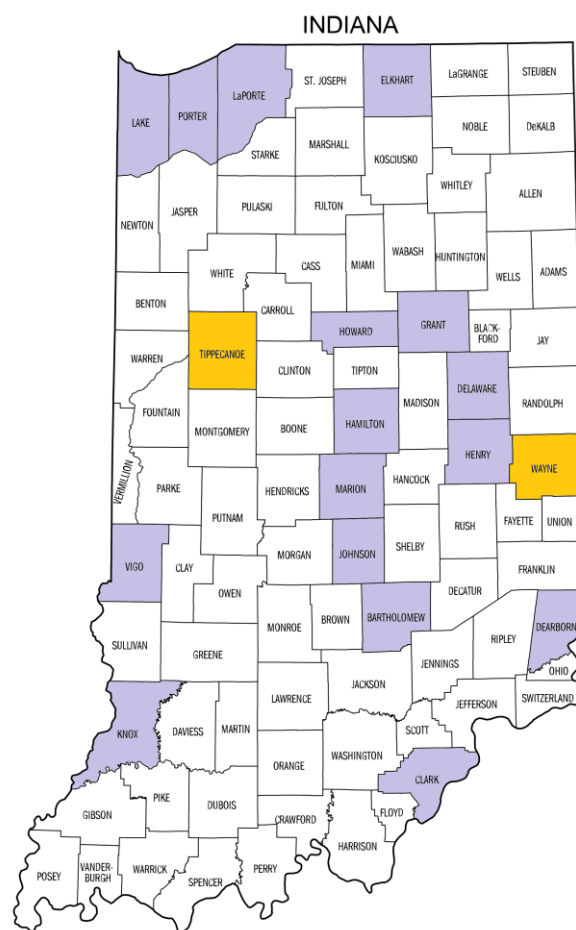 INDIANA
LAKE
PORTER
LaPORTE
ST. JOSEPH
ELKHART
LaGRANGE
STEUBEN
NOBLE
DeKALB
STARKE
MARSHALL
KOSCIUSKO
WHITLEY
ALLEN
NEWTON
JASPER
PULASKI
FULTON
WHITE
CASS
MIAMI
WABASH
HUNTINGTON
WELLS
ADAMS
BENTON
CARROLL
HOWARD
GRANT
BLACK-
FORD
JAY
WARREN
TIPPECANOE
CLINTON
TIPTON
MADISON
DELAWARE
RANDOLPH
FOUNTAIN
MONTGOMERY
BOONE
HAMILTON
HENRY
WAYNE
VERMILLION
PARKE
PUTNAM
HENDRICKS
MARION
HANCOCK
RUSH
FAYETTE
UNION
VIGO
CLAY
OWEN
MORGAN
JOHNSON
SHELBY
DECATUR
FRANKLIN
SULLIVAN
GREENE
MONROE
BROWN
BARTHOLOMEW
JENNINGS
RIPLEY
DEARBORN
OHIO
SWITZERLAND
KNOX
DAVIESS
MARTIN
LAWRENCE
JACKSON
SCOTT
JEFFERSON
ORANGE
WASHINGTON
CLARK
GIBSON
PIKE
DUBOIS
CRAWFORD
FLOYD
HARRISON
POSEY
VANDER-
BURGH
WARRICK
SPENCER
PERRY